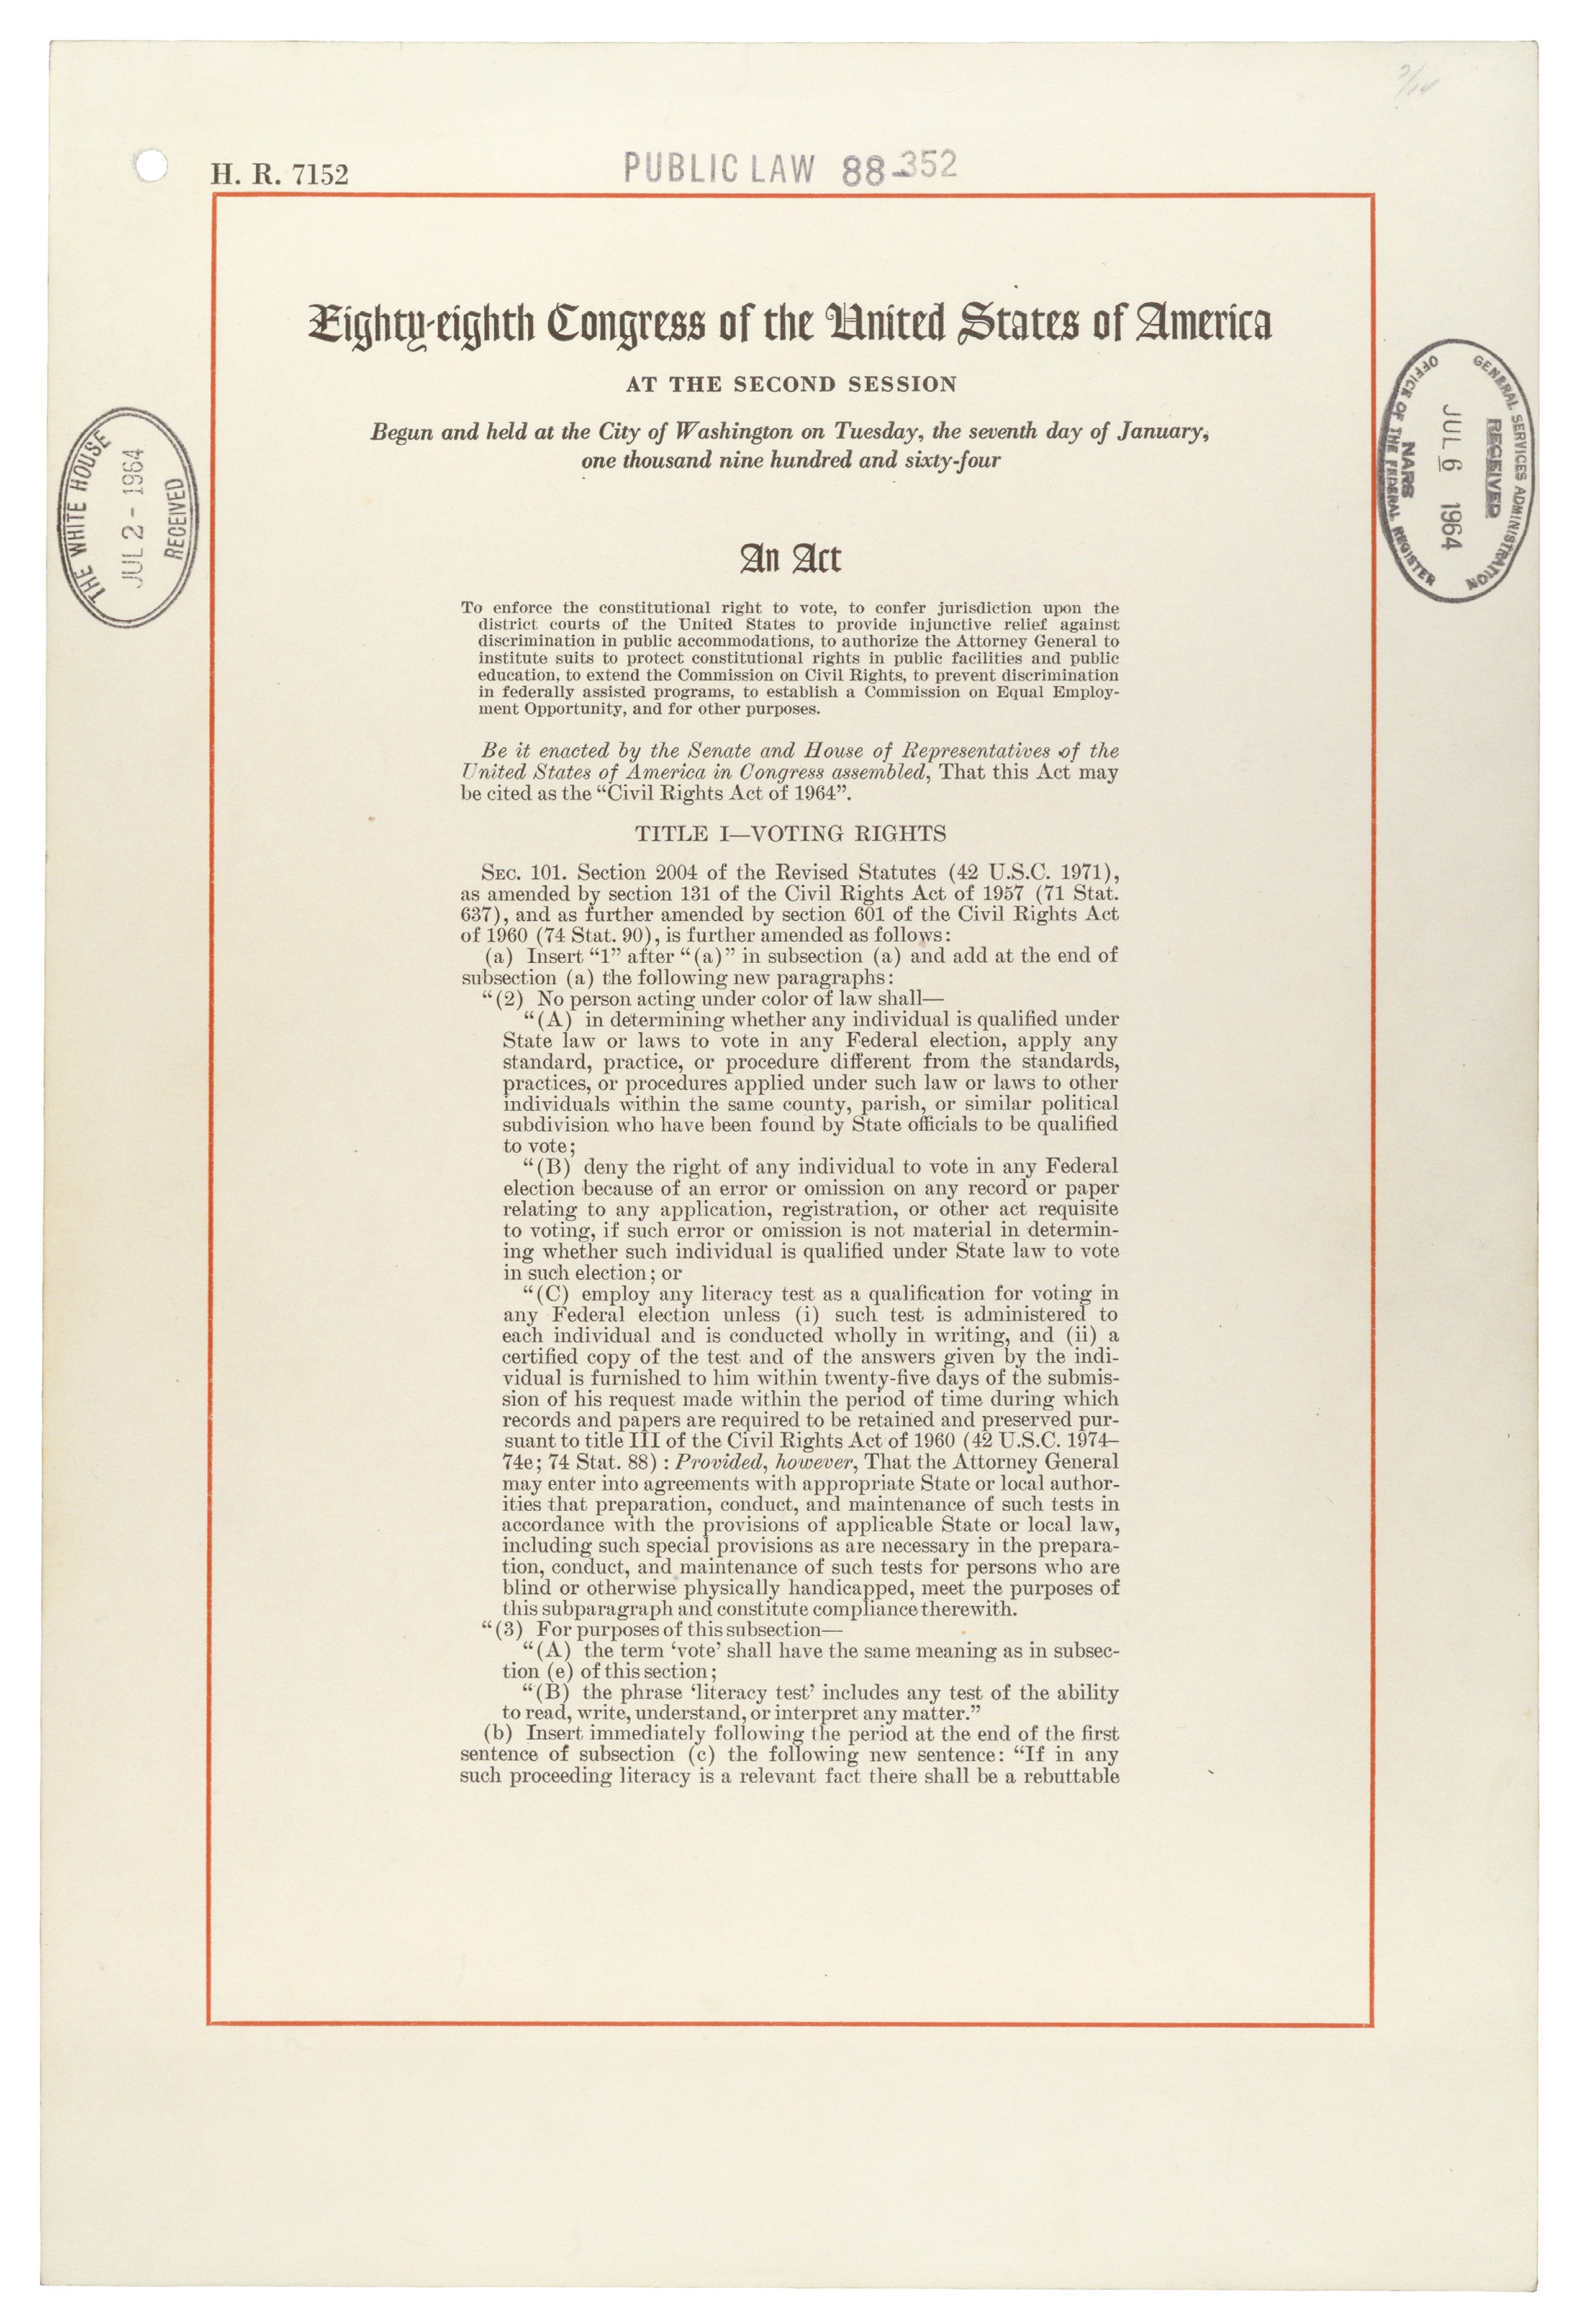 H. R. 7152
PUBLIC LAW 88-352
Eighty-eighth Congress of the United States of America
AT THE SECOND SESSION
Begun and held at the City of Washington on Tuesday, the seventh day of January,
one thousand nine hundred and sixty-four
THE WHITE HOUSE
JUL 2 - 1964
RECEIVED
GENERAL SERVICES ADMINISTRATION
RECEIVED
JUL 6 1964
NARS
OFFICE OF THE FEDERAL REGISTER
An Act
To enforce the constitutional right to vote, to confer jurisdiction upon the
district courts of the United States to provide injunctive relief against
discrimination in public accommodations, to authorize the Attorney General to
institute suits to protect constitutional rights in public facilities and public
education, to extend the Commission on Civil Rights, to prevent discrimination
in federally assisted programs, to establish a Commission on Equal Employ-
ment Opportunity, and for other purposes.
Be it enacted by the Senate and House of Representatives of the
United States of America in Congress assembled, That this Act may
be cited as the “Civil Rights Act of 1964”.
TITLE I—VOTING RIGHTS
SEC. 101. Section 2004 of the Revised Statutes (42 U.S.C. 1971),
as amended by section 131 of the Civil Rights Act of 1957 (71 Stat.
637), and as further amended by section 601 of the Civil Rights Act
of 1960 (74 Stat. 90), is further amended as follows:
(a) Insert “1” after “(a)” in subsection (a) and add at the end of
subsection (a) the following new paragraphs:
“(2) No person acting under color of law shall—
“(A) in determining whether any individual is qualified under
State law or laws to vote in any Federal election, apply any
standard, practice, or procedure different from the standards,
practices, or procedures applied under such law or laws to other
individuals within the same county, parish, or similar political
subdivision who have been found by State officials to be qualified
to vote;
“(B) deny the right of any individual to vote in any Federal
election because of an error or omission on any record or paper
relating to any application, registration, or other act requisite
to voting, if such error or omission is not material in determin-
ing whether such individual is qualified under State law to vote
in such election; or
“(C) employ any literacy test as a qualification for voting in
any Federal election unless (i) such test is administered to
each individual and is conducted wholly in writing, and (ii) a
certified copy of the test and of the answers given by the indi-
vidual is furnished to him within twenty-five days of the submis-
sion of his request made within the period of time during which
records and papers are required to be retained and preserved pur-
suant to title III of the Civil Rights Act of 1960 (42 U.S.C. 1974–
74e; 74 Stat. 88): Provided, however, That the Attorney General
may enter into agreements with appropriate State or local author-
ities that preparation, conduct, and maintenance of such tests in
accordance with the provisions of applicable State or local law,
including such special provisions as are necessary in the prepara-
tion, conduct, and maintenance of such tests for persons who are
blind or otherwise physically handicapped, meet the purposes of
this subparagraph and constitute compliance therewith.
“(3) For purposes of this subsection—
“(A) the term ‘vote’ shall have the same meaning as in subsec-
tion (e) of this section;
“(B) the phrase ‘literacy test’ includes any test of the ability
to read, write, understand, or interpret any matter.”
(b) Insert immediately following the period at the end of the first
sentence of subsection (c) the following new sentence: “If in any
such proceeding literacy is a relevant fact there shall be a rebuttable